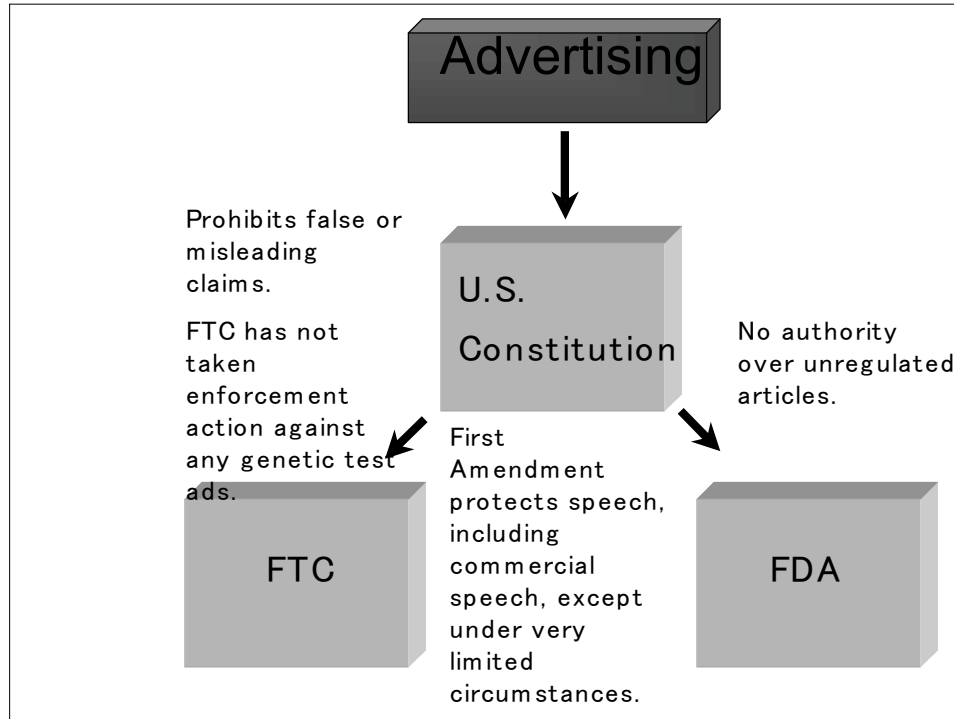 Advertising
Prohibits false or
misleading
claims.
FTC has not
taken
enforcement
action against
any genetic test
ads.
U.S.
Constitution
No authority
over unregulated
articles.
First
Amendment
protects speech,
including
commercial
speech, except
under very
limited
circumstances.
FTC
FDA